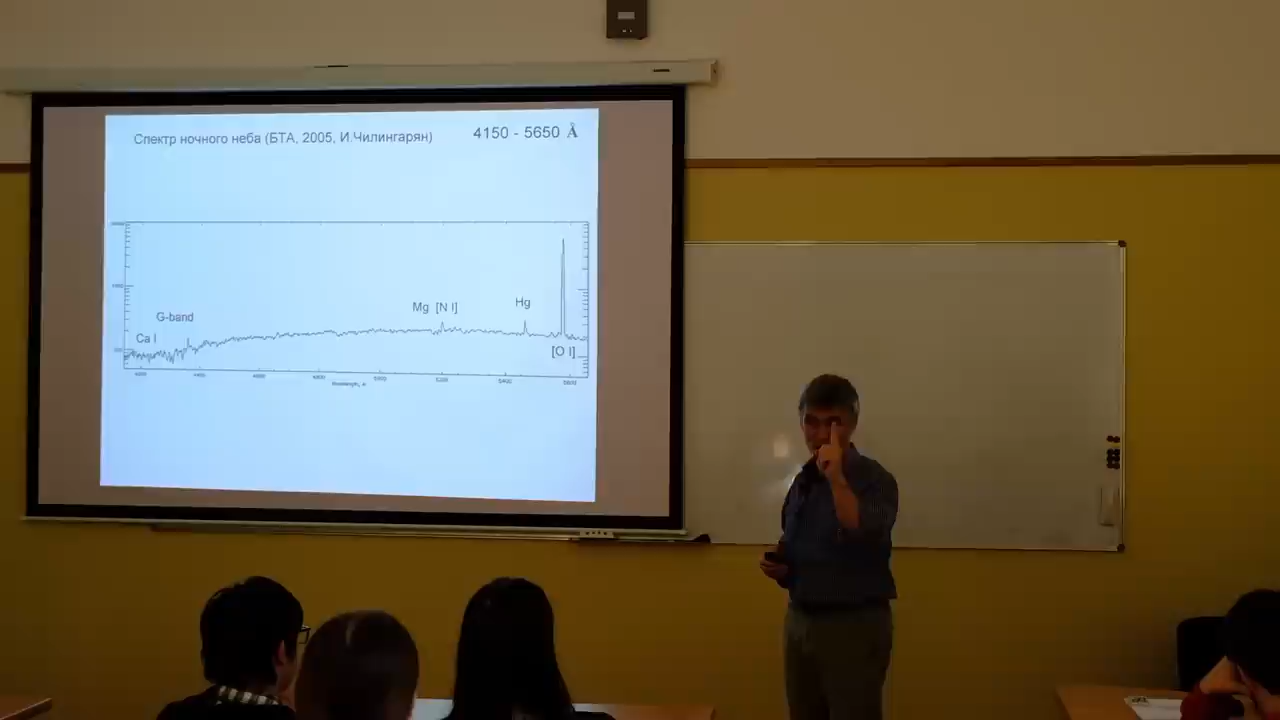 Спектр ночного неба (БТА, 2005, И.Чилингарян)
4150 - 5650 Å
Mg [N I]
Hg
G-band
Ca I
[O I]